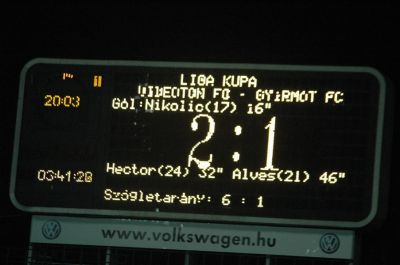 LIGA KUPA
VIDEOTON FC - GYIRMOT FC
20:03
Gól:Nikolic(17) 16"
2:1
03:41:28
Hector(24) 32" Alves(21) 46"
Szögletarány: 6 : 1
www.volkswagen.hu